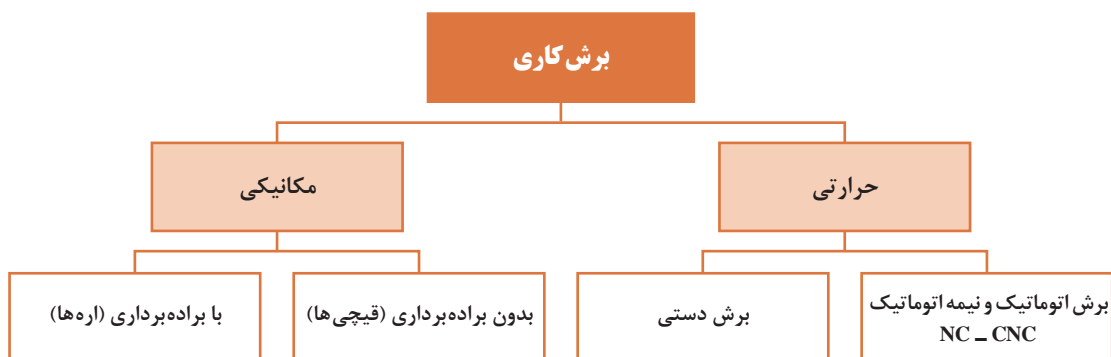 برش‌کاری
حرارتی
مکانیکی
برش اتوماتیک و نیمه اتوماتیک
NC – CNC
برش دستی
بدون براده‌برداری (قیچی‌ها)
با براده‌برداری (اره‌ها)